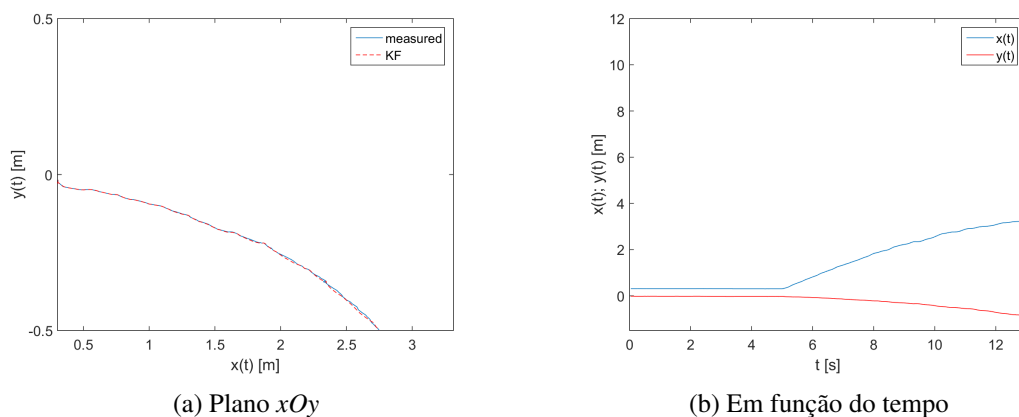 0.5
measured
KF
y(t) [m]
0
-0.5
0.5
1
1.5
2
2.5
3
x(t) [m]
(a) Plano xOy
12
x(t)
y(t)
10
8
x(t); y(t) [m]
6
4
2
0
0
2
4
6
8
10
12
t [s]
(b) Em função do tempo